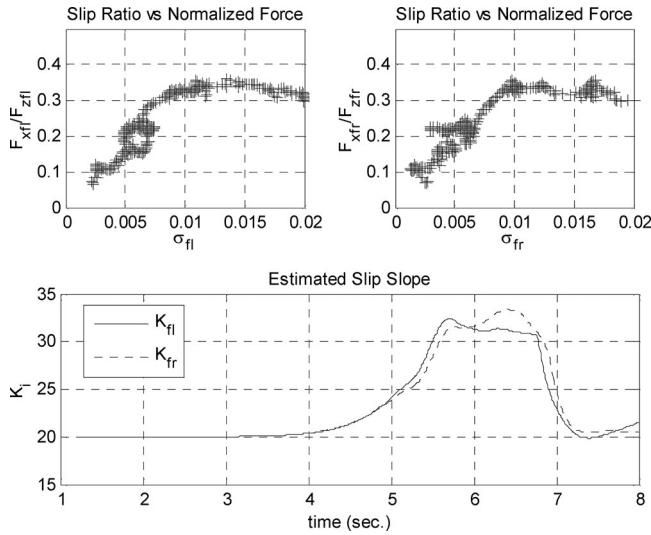 Slip Ratio vs Normalized Force
Slip Ratio vs Normalized Force
F_xfl/F_zfl
0.4
0.3
0.2
0.1
0
0 0.005 0.01 0.015 0.02
σ_fl
F_xfr/F_zfr
0.4
0.3
0.2
0.1
0
0 0.005 0.01 0.015 0.02
σ_fr
Estimated Slip Slope
K_i
35
30
25
20
15
K_fl
K_fr
1 2 3 4 5 6 7 8
time (sec.)